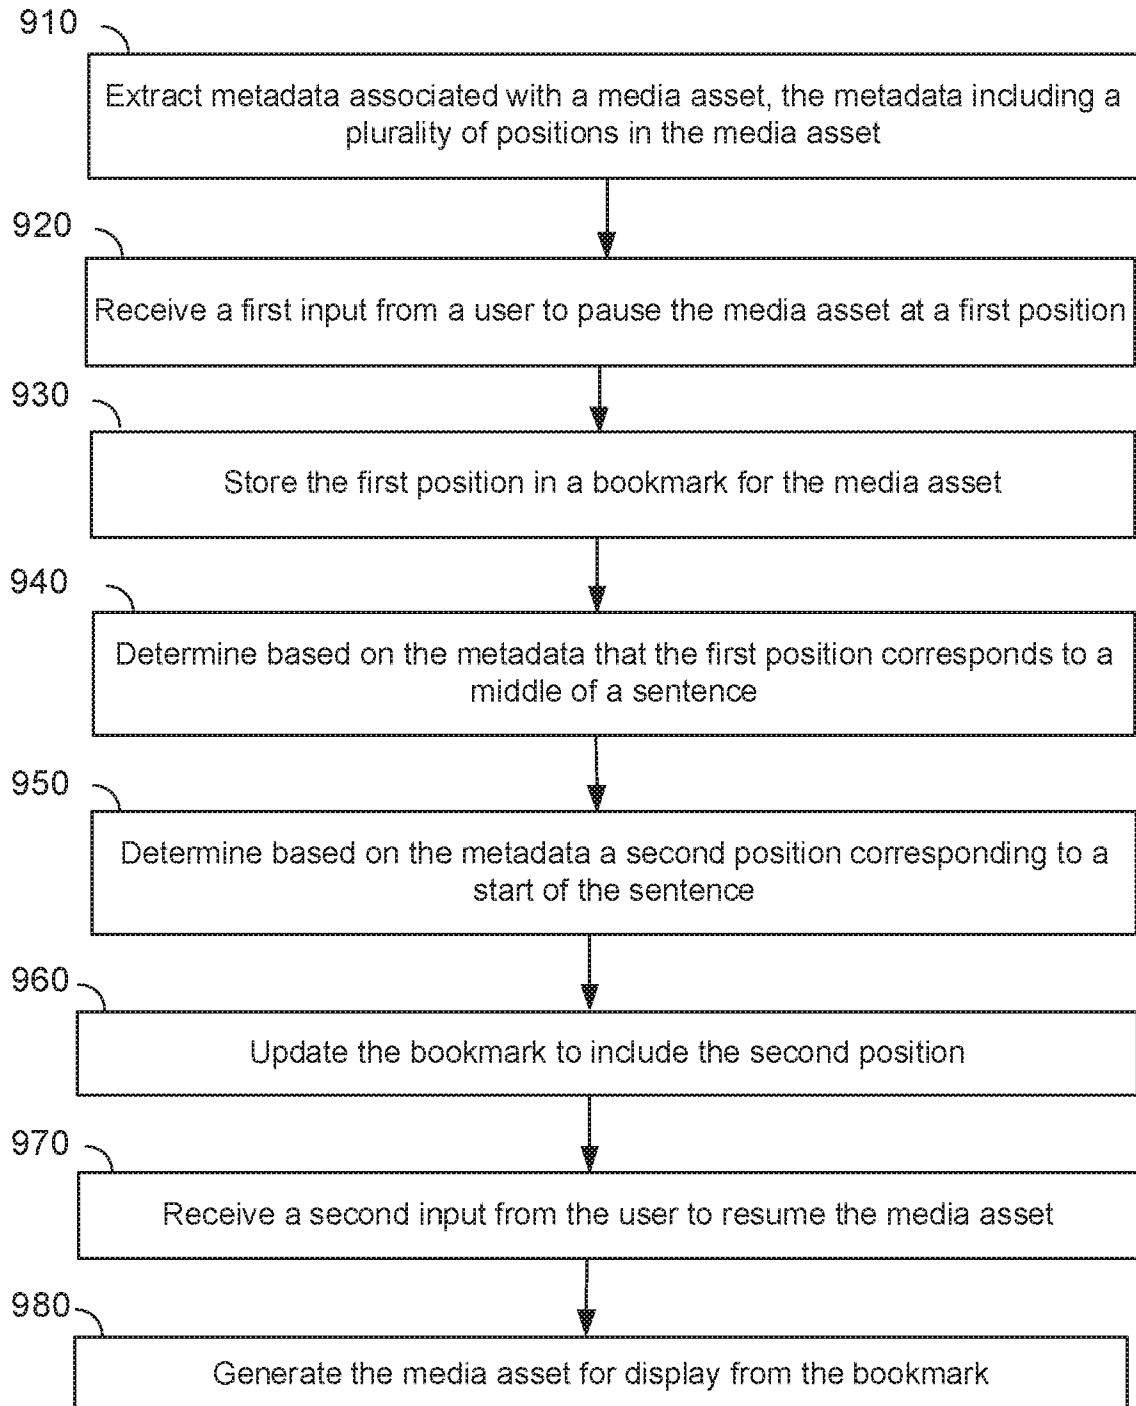 910
Extract metadata associated with a media asset, the metadata including a
plurality of positions in the media asset
920
Receive a first input from a user to pause the media asset at a first position
930
Store the first position in a bookmark for the media asset
940
Determine based on the metadata that the first position corresponds to a
middle of a sentence
950
Determine based on the metadata a second position corresponding to a
start of the sentence
960
Update the bookmark to include the second position
970
Receive a second input from the user to resume the media asset
980
Generate the media asset for display from the bookmark